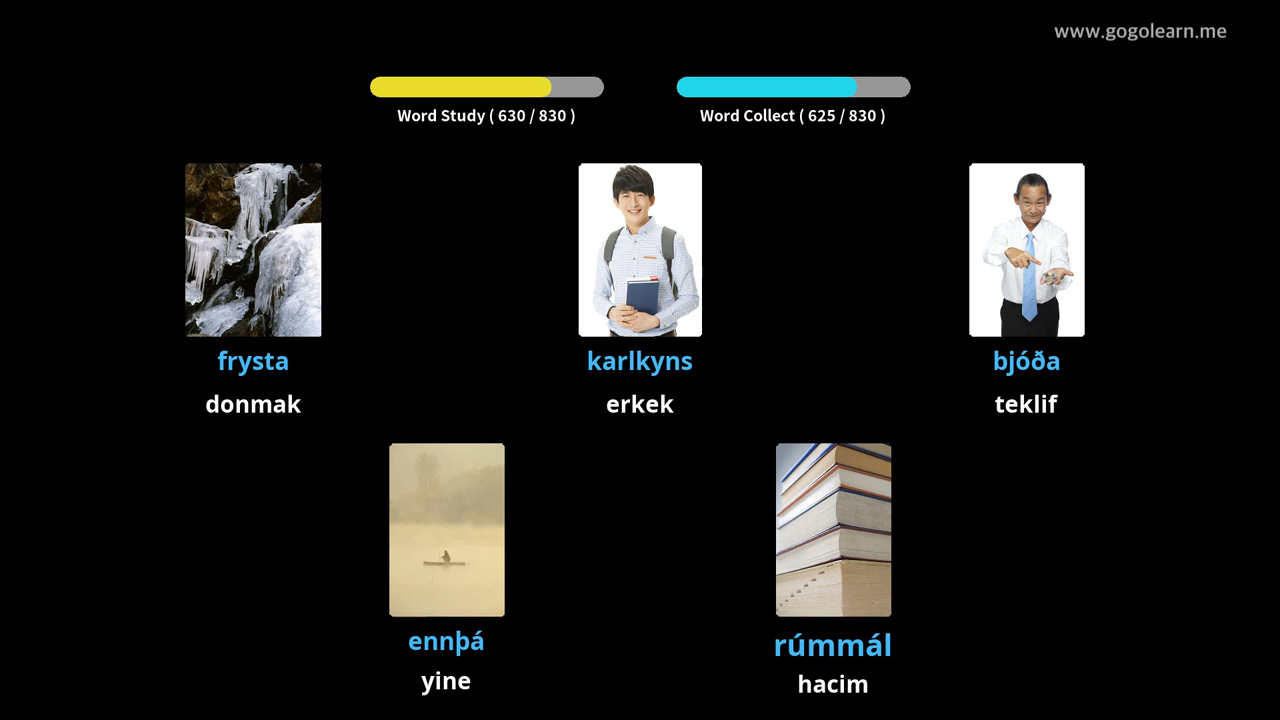 www.gogolearn.me
Word Study ( 630 / 830 )
Word Collect ( 625 / 830 )
frysta
donmak
karlkyns
erkek
bjóða
teklif
ennþá
yine
rúmmál
hacim